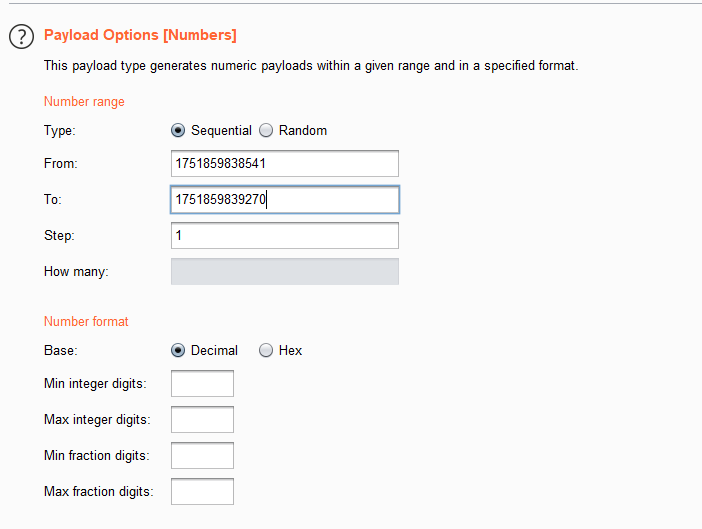 ?
Payload Options [Numbers]
This payload type generates numeric payloads within a given range and in a specified format.
Number range
Type: Sequential Random
From: 1751859838541
To: 1751859839270
Step: 1
How many:
Number format
Base: Decimal Hex
Min integer digits:
Max integer digits:
Min fraction digits:
Max fraction digits: